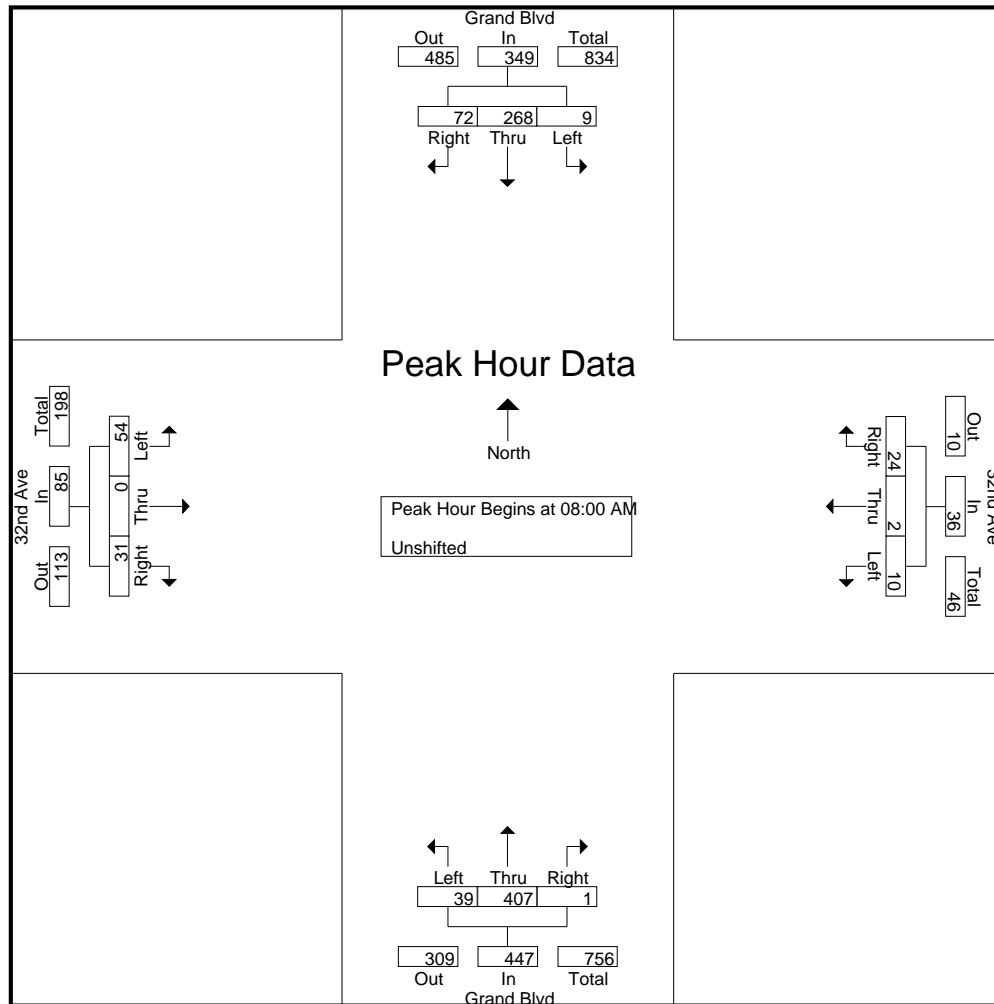 Grand Blvd
Out In Total
485 349 834
72 268 9
Right Thru Left
Peak Hour Data
North
Peak Hour Begins at 08:00 AM
Unshifted
32nd Ave
Total In Out
198 85 113
54 0 31
Left Thru Right
32nd Ave
Out In Total
10 36 46
24 2 10
Right Thru Left
Left Thru Right
39 407 1
309 447 756
Out In Total
Grand Blvd